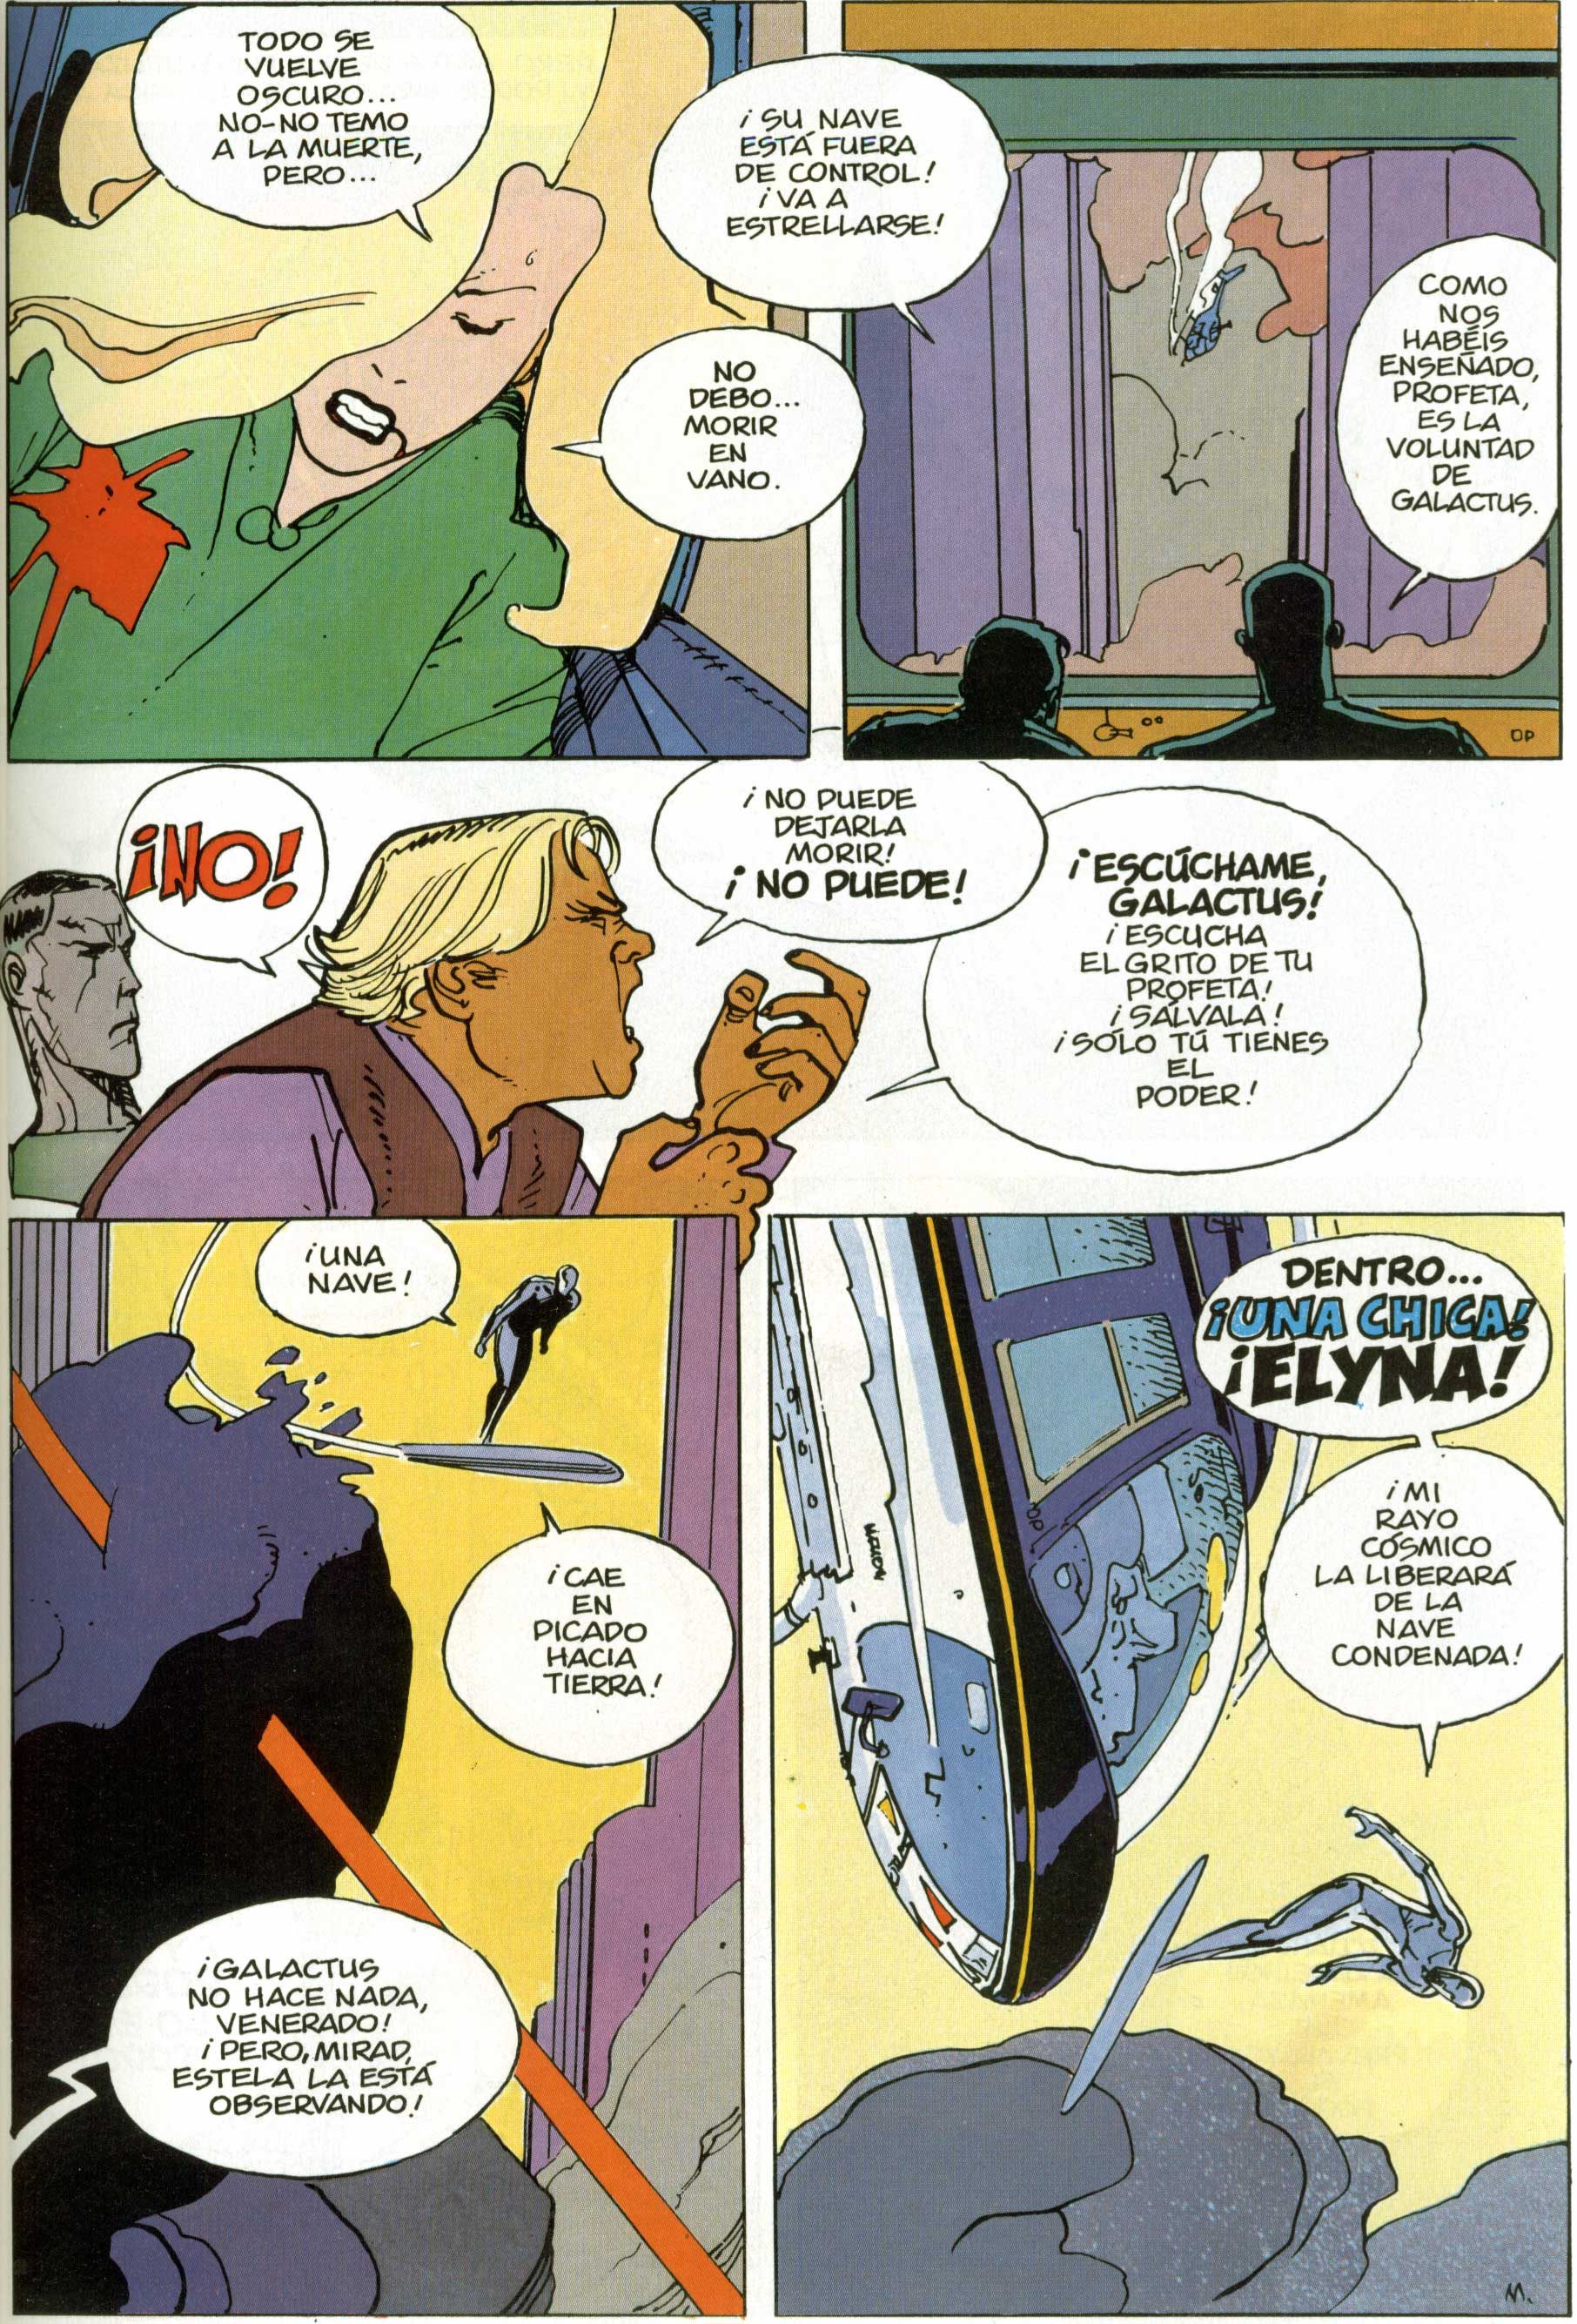 TODO SE
VUELVE
OSCURO...
NO-NO TEMO
A LA MUERTE,
PERO...
NO
DEBO...
MORIR
EN
VANO.
¡SU NAVE
ESTÁ FUERA
DE CONTROL!
¡VA A
ESTRELLARSE!
COMO
NOS
HABÉIS
ENSEÑADO,
PROFETA,
ES LA
VOLUNTAD
DE
GALACTUS.
¡NO!
¡NO PUEDE
DEJARLA
MORIR!
¡NO PUEDE!
¡ESCÚCHAME,
GALACTUS!
¡ESCUCHA
EL GRITO DE TU
PROFETA!
¡SÁLVALA!
¡SÓLO TÚ TIENES
EL
PODER!
¡UNA
NAVE!
¡CAE
EN
PICADO
HACIA
TIERRA!
¡GALACTUS
NO HACE NADA,
VENERADO!
¡PERO, MIRAD,
ESTELA LA ESTÁ
OBSERVANDO!
DENTRO...
¡UNA CHICA!
¡ELYNA!
¡MI
RAYO
CÓSMICO
LA LIBERARÁ
DE LA
NAVE
CONDENADA!
M.